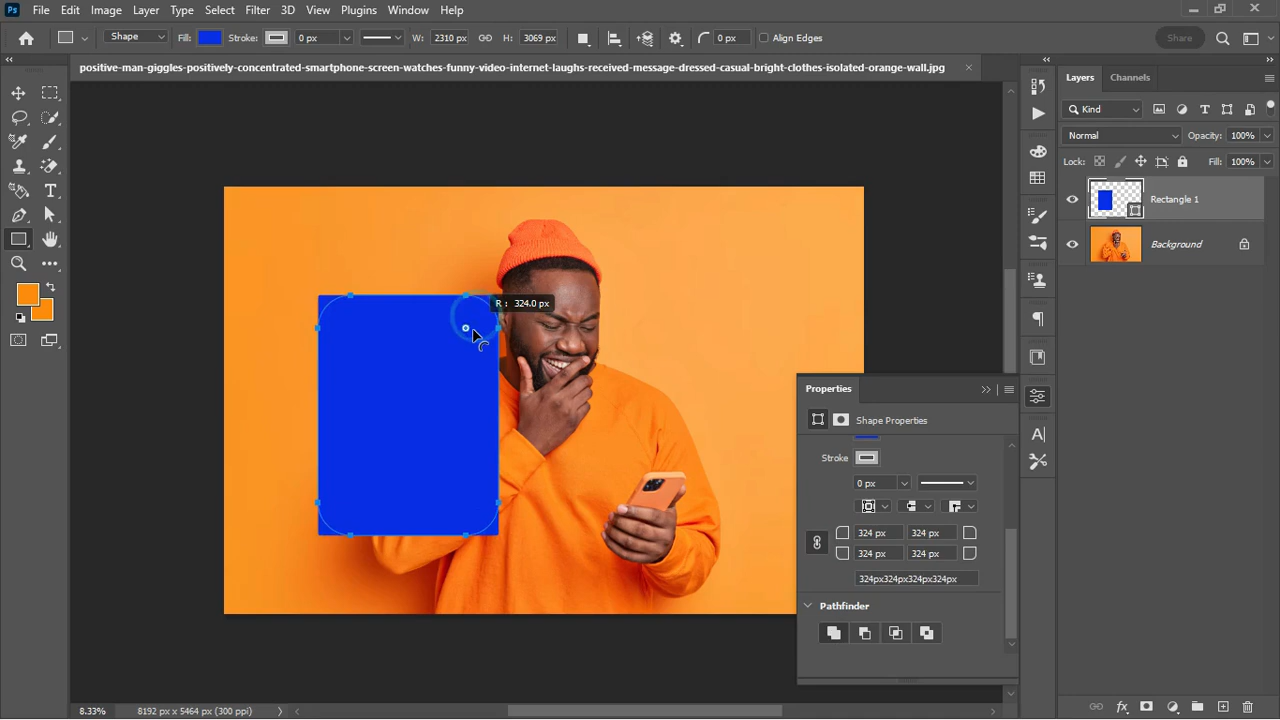 Ps File Edit Image Layer Type Select Filter 3D View Plugins Window Help
Shape Fill: Stroke: 0 px W: 2310 px H: 3069 px 0 px Align Edges Share
positive-man-giggles-positively-concentrated-smartphone-screen-watches-funny-video-internet-laughs-received-message-dressed-casual-bright-clothes-isolated-orange-wall.jpg
Layers Channels
Kind
Normal Opacity: 100%
Lock: Fill: 100%
Rectangle 1
Background
R : 324.0 px
Properties
Shape Properties
Stroke
0 px
324 px 324 px
324 px 324 px
324px324px324px324px
Pathfinder
8.33% 8192 px x 5464 px (300 ppi)